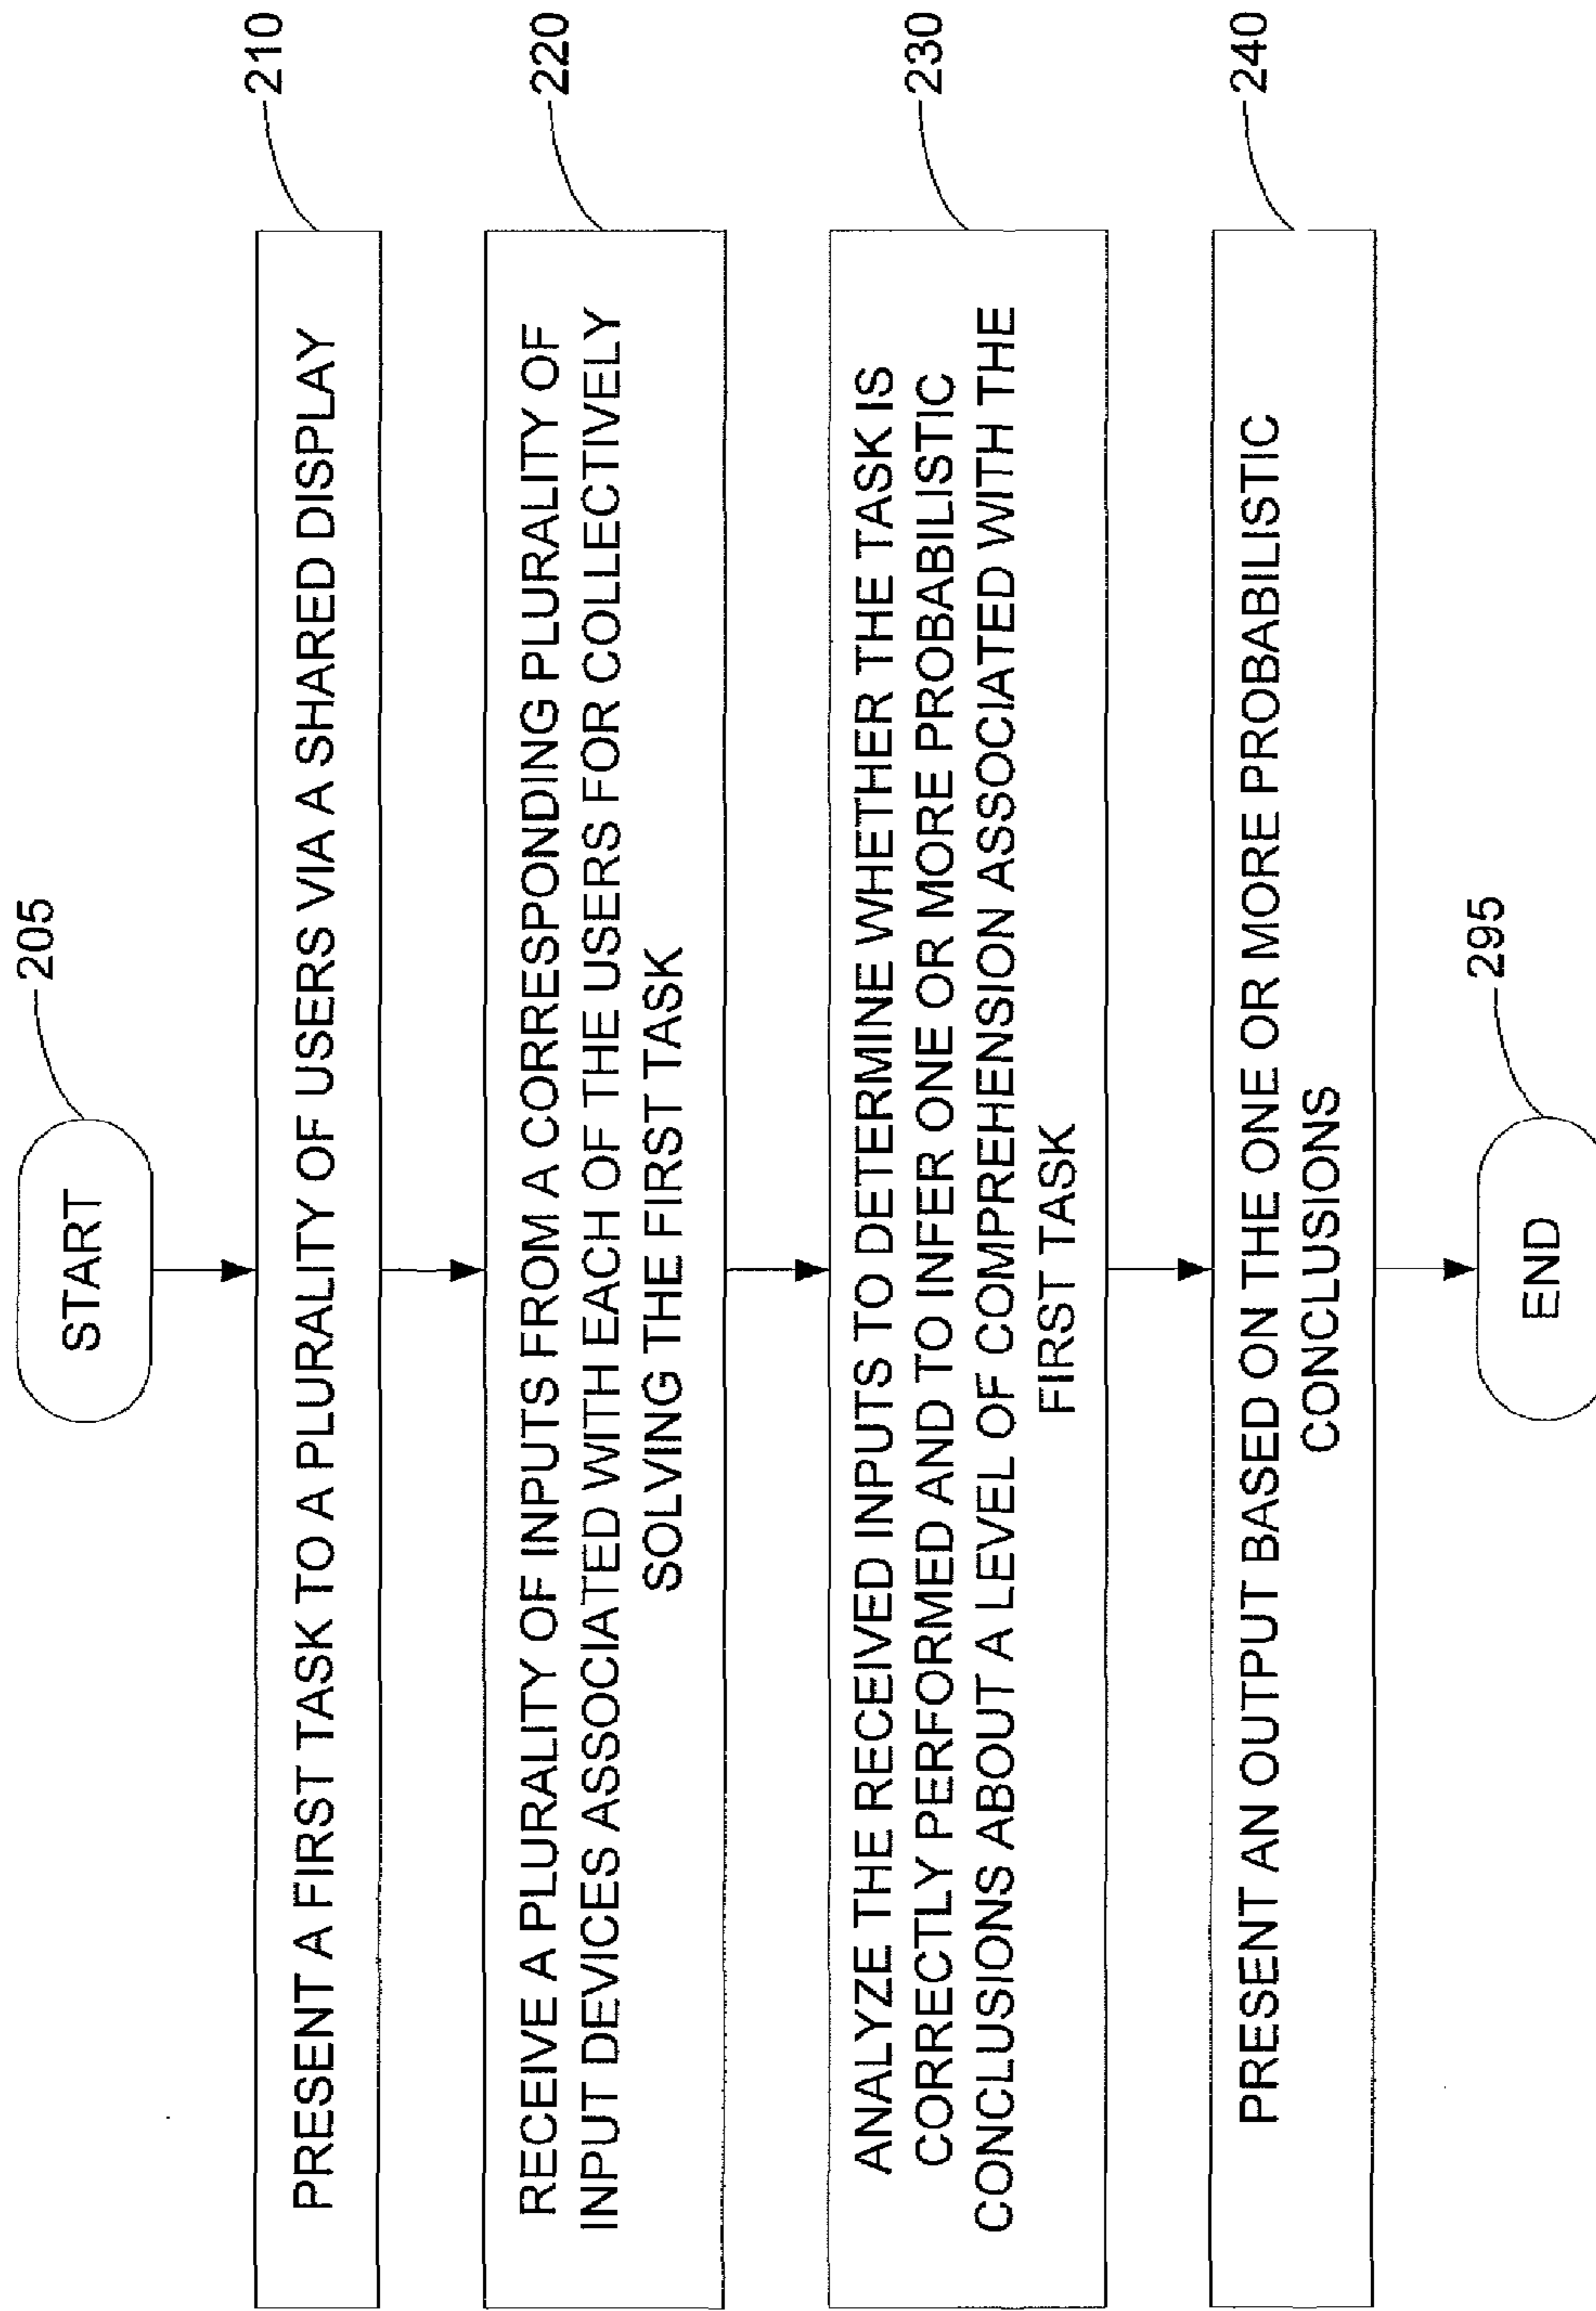 START
205
PRESENT A FIRST TASK TO A PLURALITY OF USERS VIA A SHARED DISPLAY
210
RECEIVE A PLURALITY OF INPUTS FROM A CORRESPONDING PLURALITY OF
INPUT DEVICES ASSOCIATED WITH EACH OF THE USERS FOR COLLECTIVELY
SOLVING THE FIRST TASK
220
ANALYZE THE RECEIVED INPUTS TO DETERMINE WHETHER THE TASK IS
CORRECTLY PERFORMED AND TO INFER ONE OR MORE PROBABILISTIC
CONCLUSIONS ABOUT A LEVEL OF COMPREHENSION ASSOCIATED WITH THE
FIRST TASK
230
PRESENT AN OUTPUT BASED ON THE ONE OR MORE PROBABILISTIC
CONCLUSIONS
240
END
295